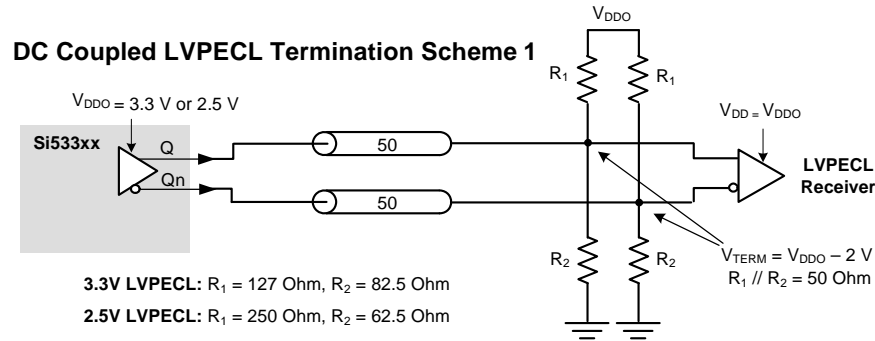 DC Coupled LVPECL Termination Scheme 1
VDDO
R1
R1
VDDO = 3.3 V or 2.5 V
VDD = VDDO
Si533xx
Q
Qn
50
50
LVPECL
Receiver
R2
R2
VTERM = VDDO – 2 V
R1 // R2 = 50 Ohm
3.3V LVPECL: R1 = 127 Ohm, R2 = 82.5 Ohm
2.5V LVPECL: R1 = 250 Ohm, R2 = 62.5 Ohm